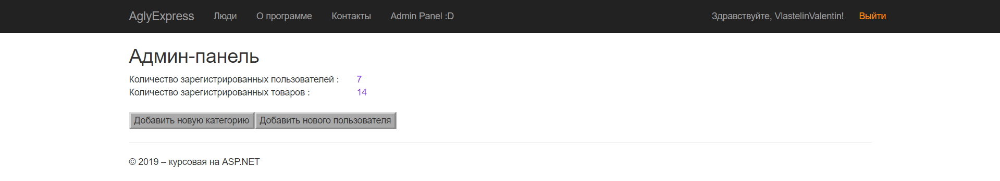 AglyExpress Люди О программе Контакты Admin Panel :D Здравствуйте, VlastelinValentin! Выйти
Админ-панель
Количество зарегистрированных пользователей : 7
Количество зарегистрированных товаров : 14
Добавить новую категорию Добавить нового пользователя
© 2019 – курсовая на ASP.NET